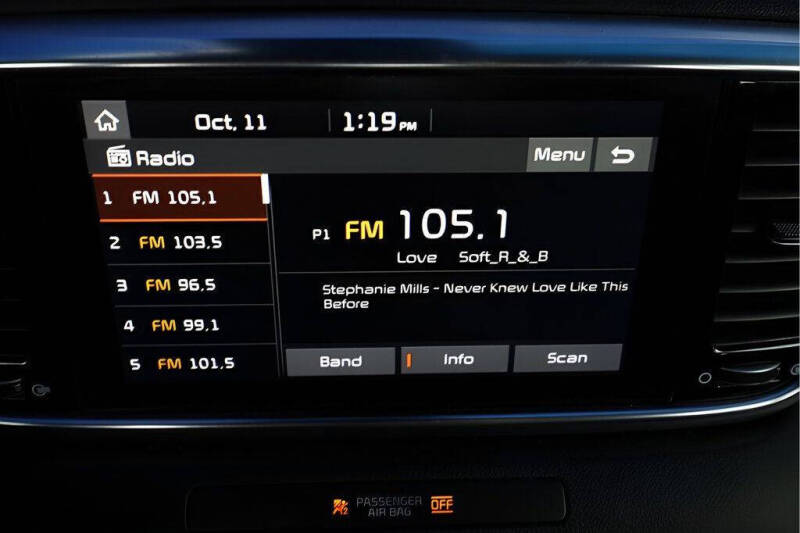 Oct. 11 1:19 PM
Radio Menu
1 FM 105.1
2 FM 103.5
3 FM 96.5
4 FM 99.1
5 FM 101.5
P1 FM 105.1
Love Soft_R_&_B
Stephanie Mills - Never Knew Love Like This
Before
Band Info Scan
PASSENGER
AIR BAG OFF